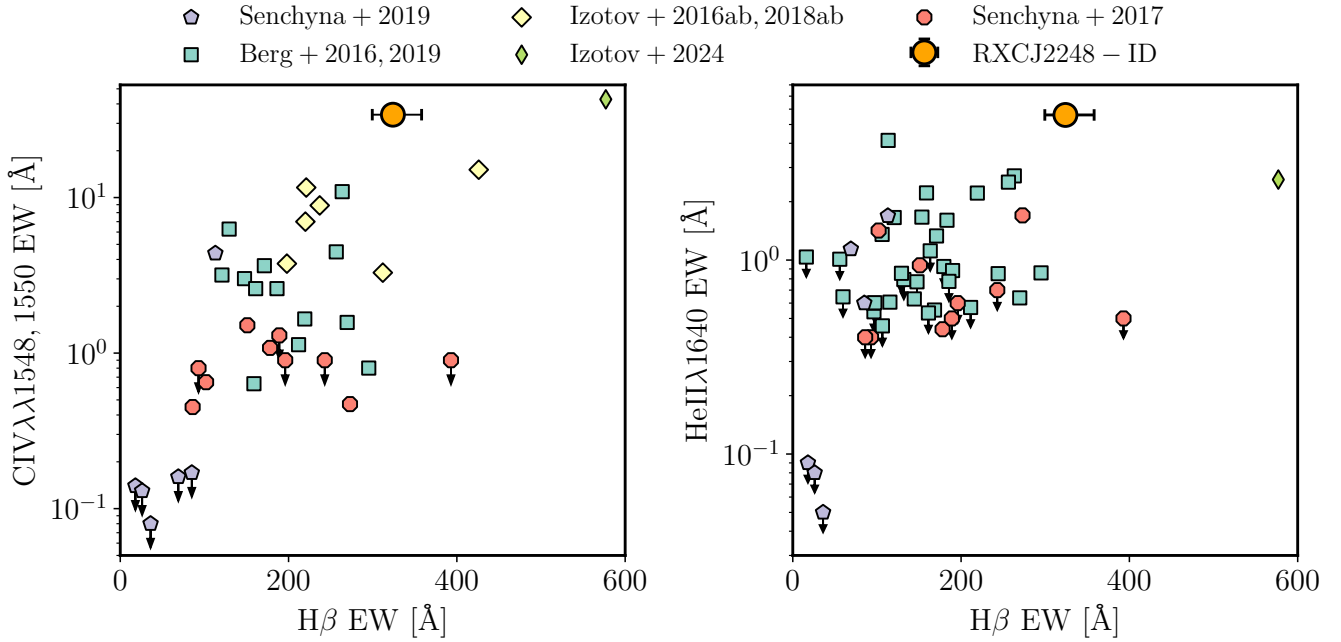 Senchyna + 2019
Izotov + 2016ab, 2018ab
Senchyna + 2017
Berg + 2016, 2019
Izotov + 2024
RXCJ2248 − ID
CIVλλ1548, 1550 EW [Å]
10¹
10⁰
10⁻¹
0 200 400 600
Hβ EW [Å]
HeIIλ1640 EW [Å]
10⁰
10⁻¹
0 200 400 600
Hβ EW [Å]